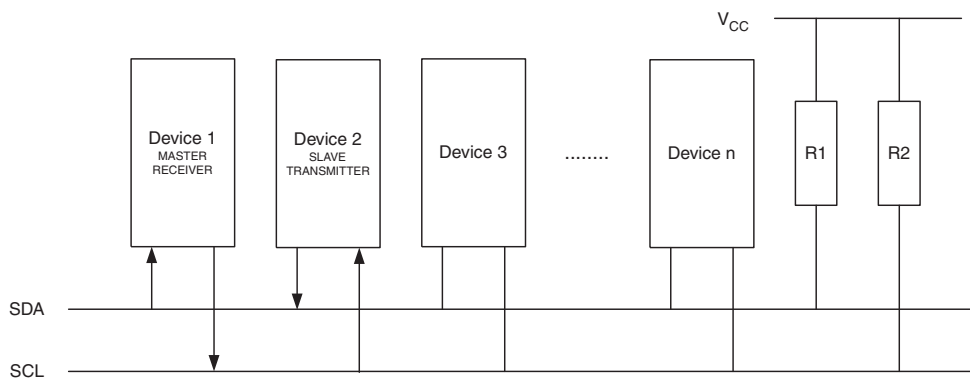 V_CC
Device 1
MASTER
RECEIVER
Device 2
SLAVE
TRANSMITTER
Device 3
........
Device n
R1
R2
SDA
SCL